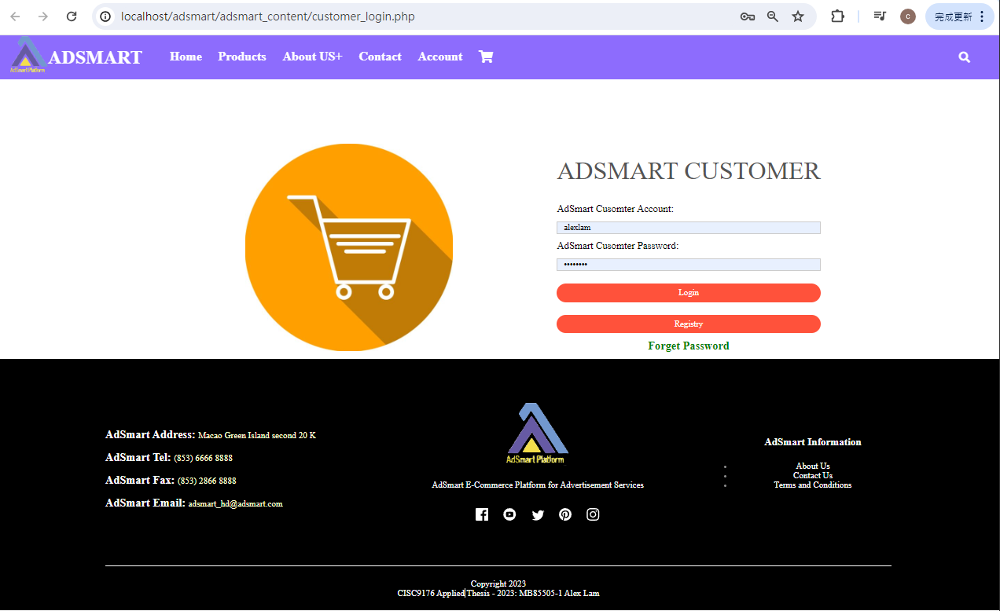 localhost/adsmart/adsmart_content/customer_login.php
C
完成更新
AdSmart Platform
ADSMART
Home
Products
About US+
Contact
Account
ADSMART CUSTOMER
AdSmart Cusomter Account:
alexlam
AdSmart Cusomter Password:
••••••••
Login
Registry
Forget Password
AdSmart Address: Macao Green Island second 20 K
AdSmart Tel: (853) 6666 8888
AdSmart Fax: (853) 2866 8888
AdSmart Email: adsmart_hd@adsmart.com
AdSmart Platform
AdSmart E-Commerce Platform for Advertisement Services
AdSmart Information
• About Us
• Contact Us
• Terms and Conditions
Copyright 2023
CISC9176 Applied Thesis - 2023: MB85505-1 Alex Lam